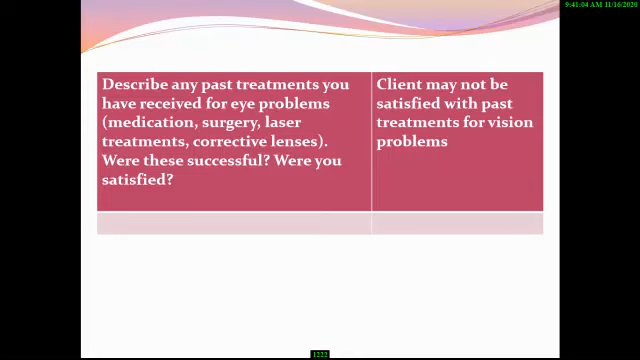 9:41:04 AM 11/16/2020
Describe any past treatments you
have received for eye problems
(medication, surgery, laser
treatments, corrective lenses).
Were these successful? Were you
satisfied?
Client may not be
satisfied with past
treatments for vision
problems
1222